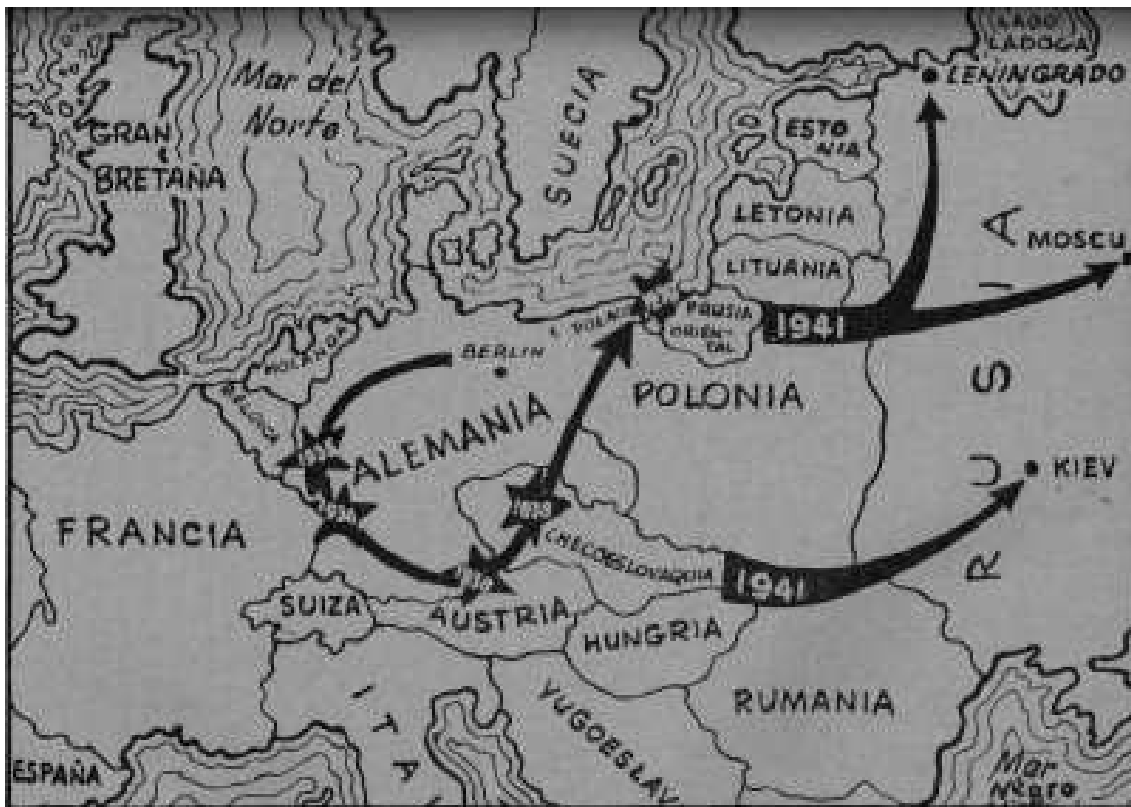 LAGO
LADOGA
LENINGRADO
Mar del
Norte
GRAN
BRETAÑA
SUECIA
ESTO
NIA
LETONIA
LITUANIA
MOSCU
PRUSIA
ORIEN-
TAL
1941
HOLANDA
BERLIN
ALEMANIA
POLONIA
RUSIA
KIEV
FRANCIA
CHECOESLOVAQUIA
1941
SUIZA
AUSTRIA
HUNGRIA
RUMANIA
ITA
YUGOESLAV
ESPAÑA
Mar
Negro